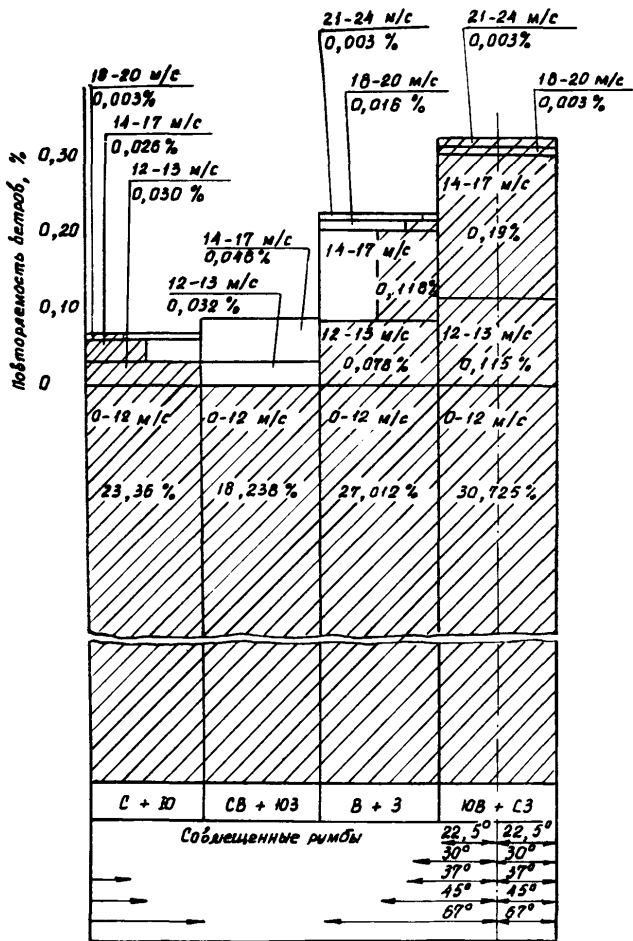 21-24 м/с
0,003 %
21-24 м/с
0,003%
18-20 м/с
0,003%
18-20 м/с
0,016 %
18-20 м/с
0,003 %
14-17 м/с
0,026 %
12-13 м/с
0,030 %
Повторяемость ветров, %
0,30
0,20
0,10
0
14-17 м/с
0,048%
12-13 м/с
0,032 %
14-17 м/с
0,118%
12-13 м/с
0,078%
14-17 м/с
0,19%
12-13 м/с
0,115%
0-12 м/с
23,36 %
0-12 м/с
18,238 %
0-12 м/с
27,012%
0-12 м/с
30,725%
С + Ю
СВ + ЮЗ
В + З
ЮВ + СЗ
Совмещенные румбы
22,5° 22,5°
30° 30°
37° 37°
45° 45°
67° 67°